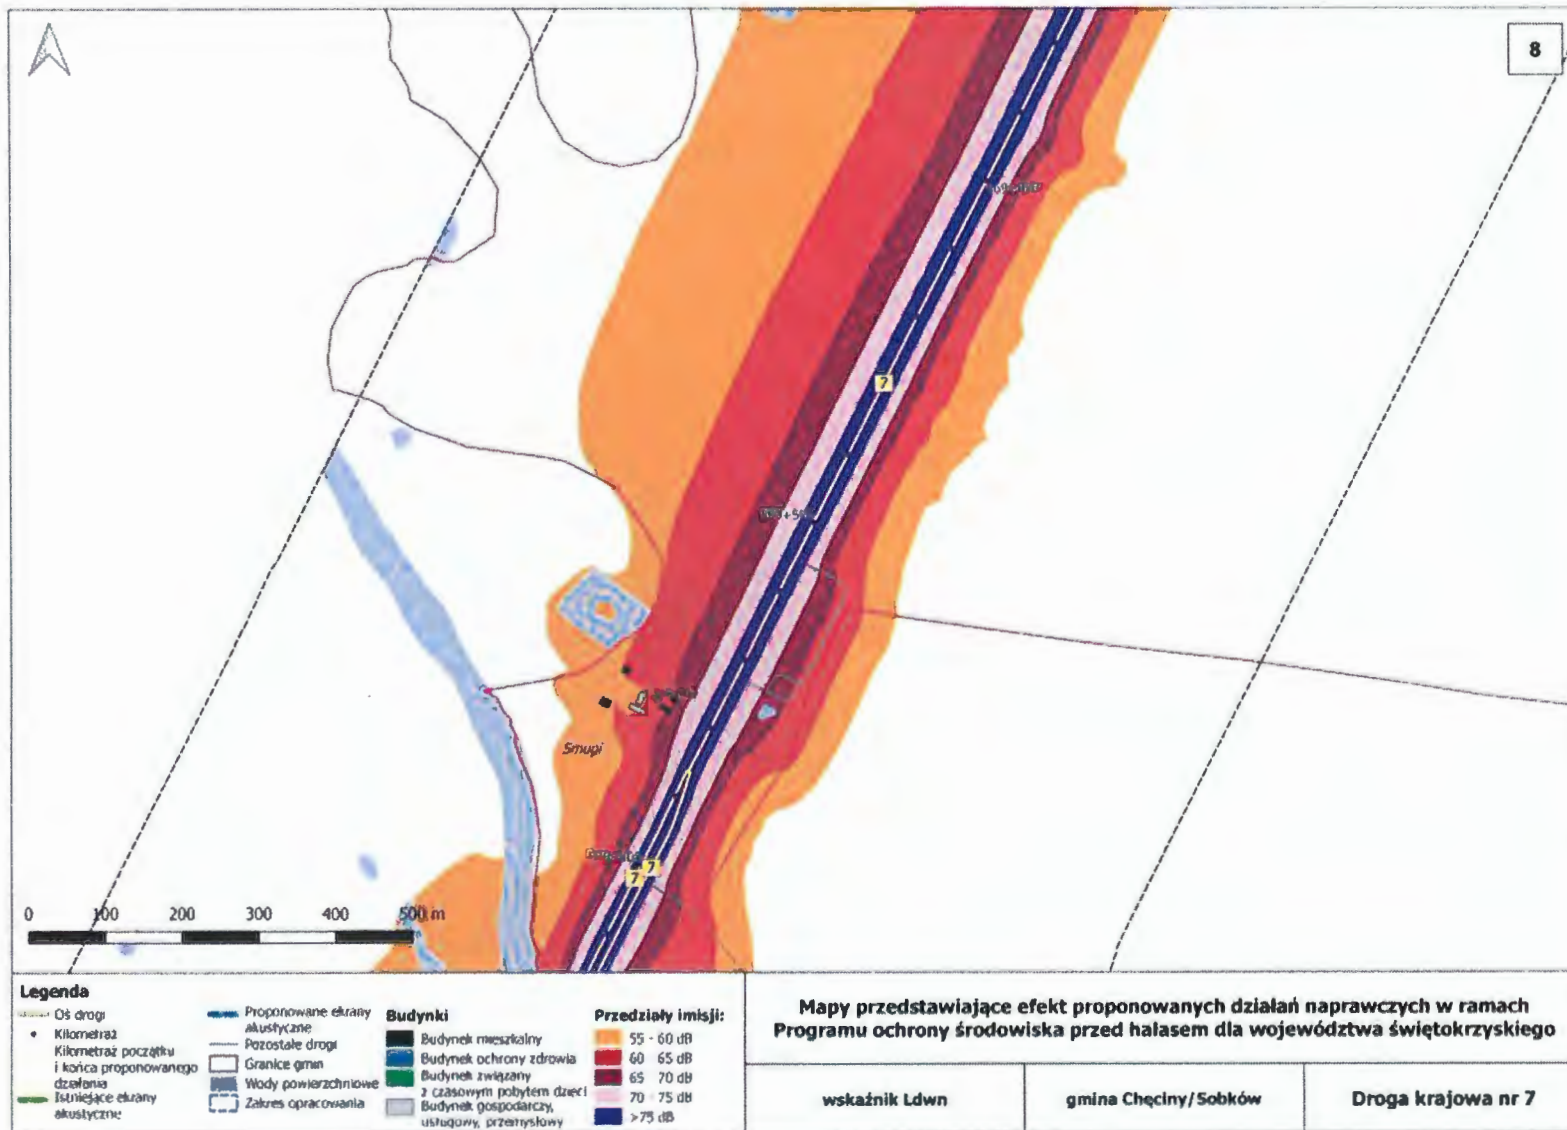 8
7
Smugi
7
7
0 100 200 300 400 500 m
Legenda
Oś drogi
Kilometraż
Kilometraż początku
i końca proponowanego
działania
Istniejące ekrany
akustyczne
Proponowane ekrany
akustyczne
Pozostałe drogi
Granice gmin
Wody powierzchniowe
Zakres opracowania
Budynki
Budynek mieszkalny
Budynek ochrony zdrowia
Budynek związany
z czasowym pobytem dzieci
Budynek gospodarczy,
usługowy, przemysłowy
Przedziały imisji:
55 - 60 dB
60 65 dB
65 70 dB
70 - 75 dB
>75 dB
Mapy przedstawiające efekt proponowanych działań naprawczych w ramach
Programu ochrony środowiska przed hałasem dla województwa świętokrzyskiego
wskaźnik Ldwn
gmina Chęciny/Sobków
Droga krajowa nr 7